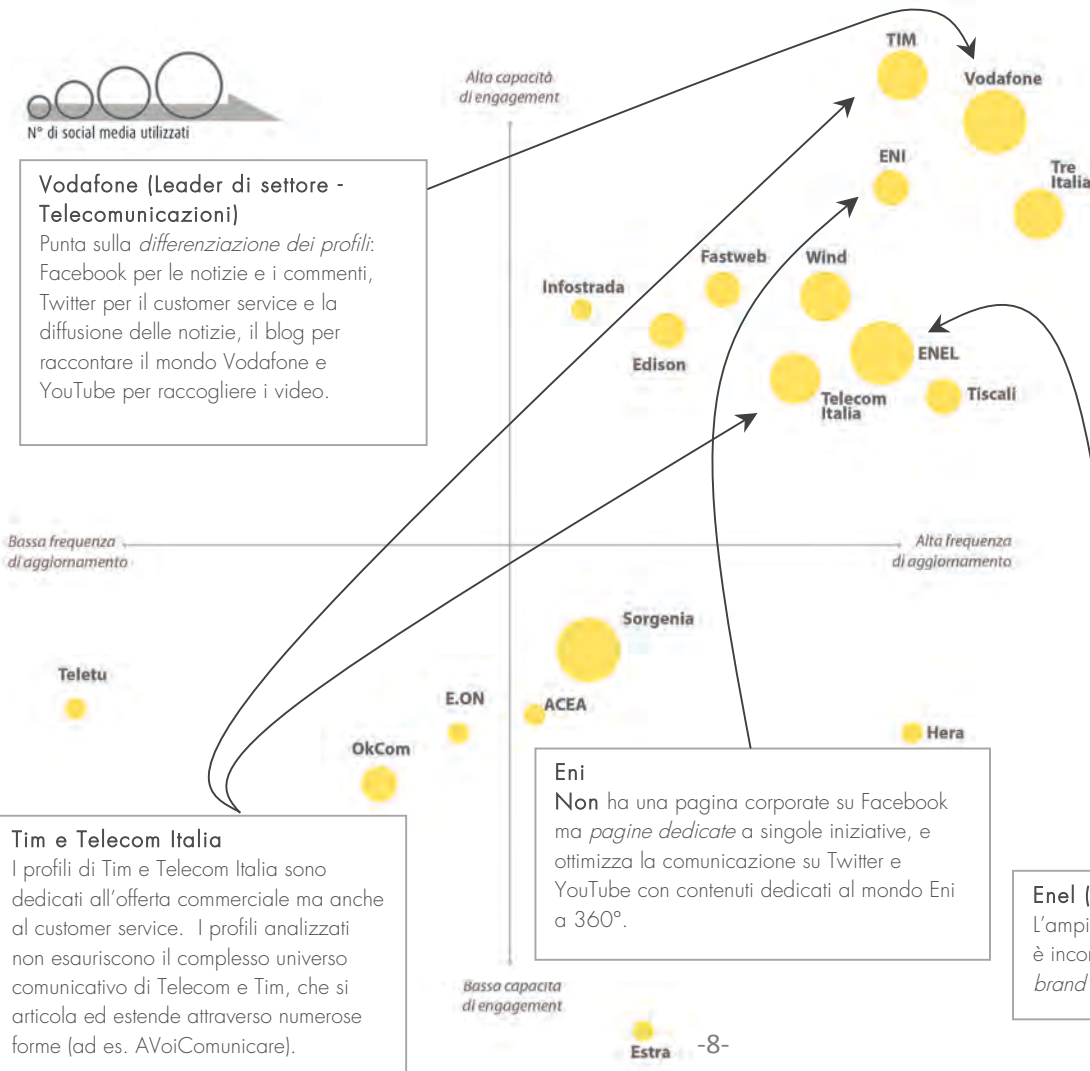 TIM
Alta capacità
di engagement
Vodafone
N° di social media utilizzati
ENI
Tre
Italia
Vodafone (Leader di settore -
Telecomunicazioni)
Punta sulla differenziazione dei profili:
Facebook per le notizie e i commenti,
Twitter per il customer service e la
diffusione delle notizie, il blog per
raccontare il mondo Vodafone e
YouTube per raccogliere i video.
Fastweb
Wind
Infostrada
Edison
ENEL
Telecom
Italia
Tiscali
Bassa frequenza
di aggiornamento
Alta frequenza
di aggiornamento
Sorgenia
Teletu
E.ON
ACEA
Hera
OkCom
Eni
Non ha una pagina corporate su Facebook
ma pagine dedicate a singole iniziative, e
ottimizza la comunicazione su Twitter e
YouTube con contenuti dedicati al mondo Eni
a 360°.
Tim e Telecom Italia
I profili di Tim e Telecom Italia sono
dedicati all'offerta commerciale ma anche
al customer service. I profili analizzati
non esauriscono il complesso universo
comunicativo di Telecom e Tim, che si
articola ed estende attraverso numerose
forme (ad es. AVoiComunicare).
Enel (
L'ampi
è incor
brand
Bassa capacita
di engagement
Estra
-8-